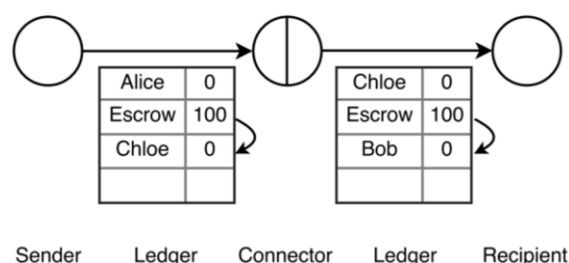 Alice 0 Chloe 0
Escrow 100 Escrow 100
Chloe 0 Bob 0
Sender Ledger Connector Ledger Recipient